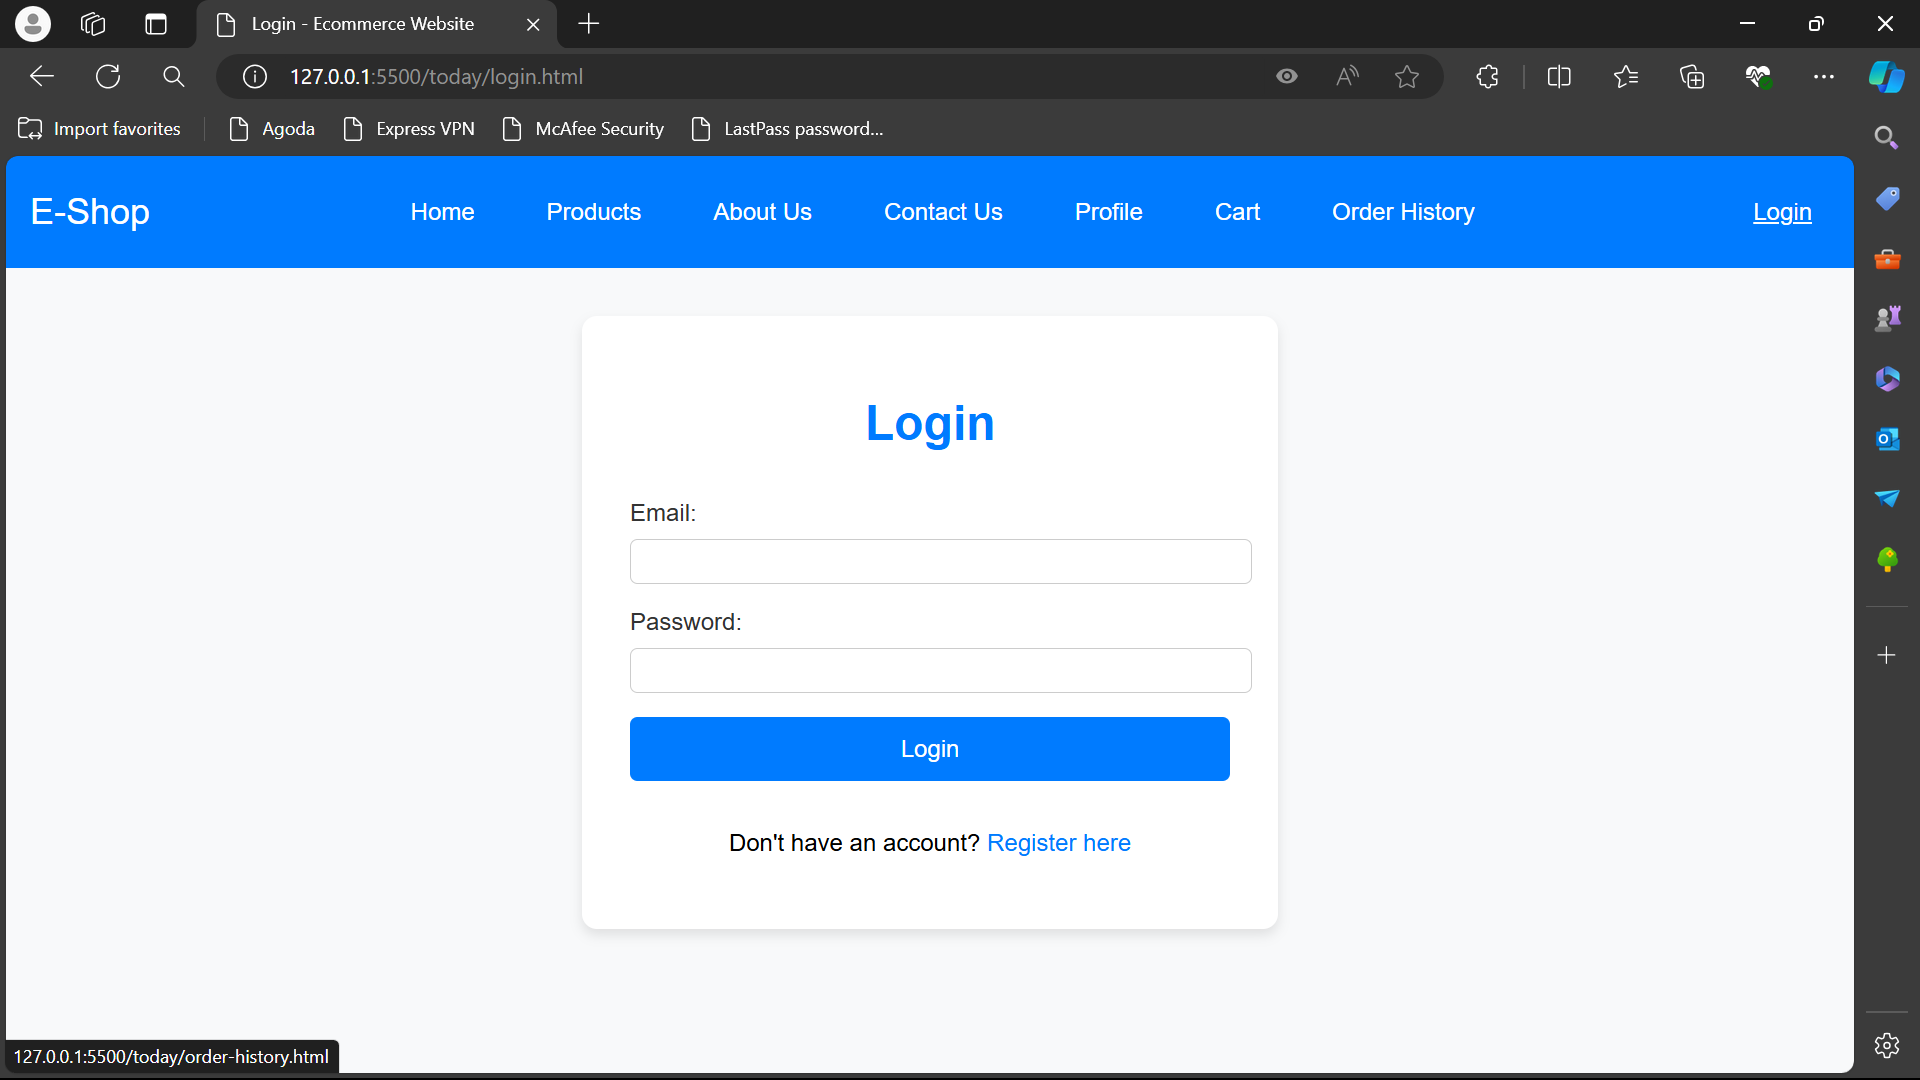 Login - Ecommerce Website
127.0.0.1:5500/today/login.html
Import favorites Agoda Express VPN McAfee Security LastPass password...
E-Shop Home Products About Us Contact Us Profile Cart Order History Login
Login
Email:
Password:
Login
Don't have an account? Register here
127.0.0.1:5500/today/order-history.html